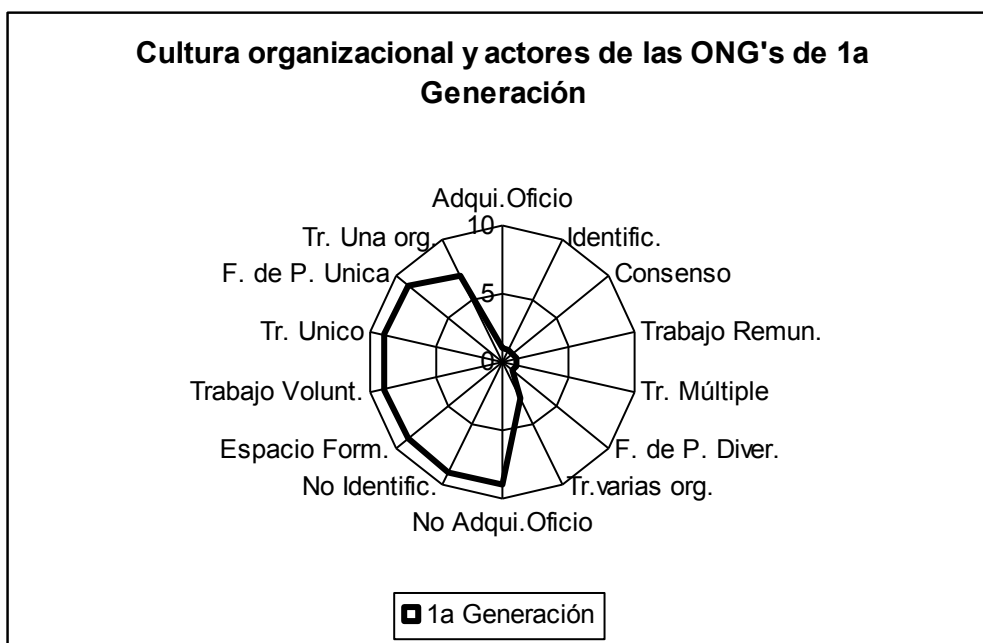 Cultura organizacional y actores de las ONG's de 1a
Generación
Adqui.Oficio
10
Tr. Una org.
Identific.
F. de P. Unica
Consenso
5
Tr. Unico
Trabajo Remun.
0
Trabajo Volunt.
Tr. Múltiple
Espacio Form.
F. de P. Diver.
No Identific.
Tr.varias org.
No Adqui.Oficio
1a Generación